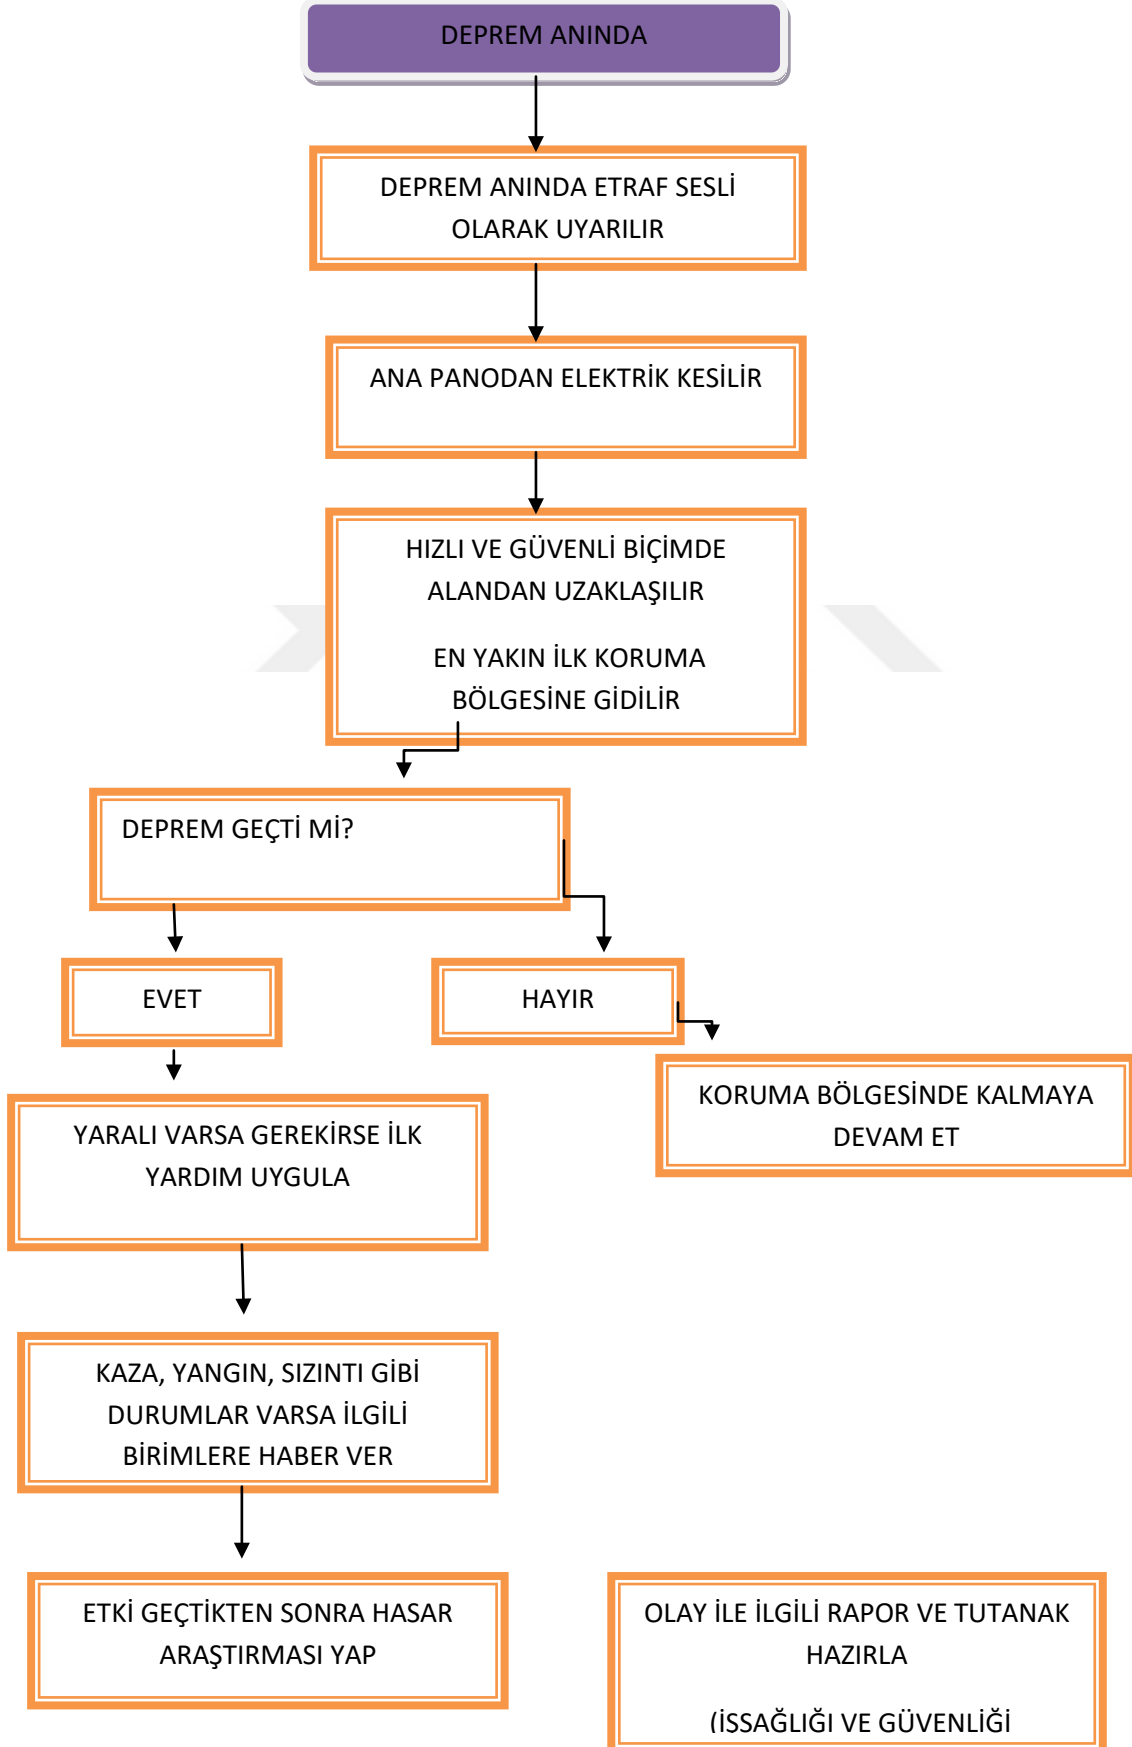 DEPREM ANINDA
DEPREM ANINDA ETRAF SESLİ
OLARAK UYARILIR
ANA PANODAN ELEKTRİK KESİLİR
HIZLI VE GÜVENLİ BİÇİMDE
ALANDAN UZAKLAŞILIR
EN YAKIN İLK KORUMA
BÖLGESİNE GİDİLİR
DEPREM GEÇTİ Mİ?
EVET
HAYIR
KORUMA BÖLGESİNDE KALMAYA
DEVAM ET
YARALI VARSA GEREKİRSE İLK
YARDIM UYGULA
KAZA, YANGIN, SIZINTI GİBİ
DURUMLAR VARSA İLGİLİ
BİRİMLERE HABER VER
ETKİ GEÇTİKTEN SONRA HASAR
ARAŞTIRMASI YAP
OLAY İLE İLGİLİ RAPOR VE TUTANAK
HAZIRLA
(İŞSAĞLIĞI VE GÜVENLİĞİ